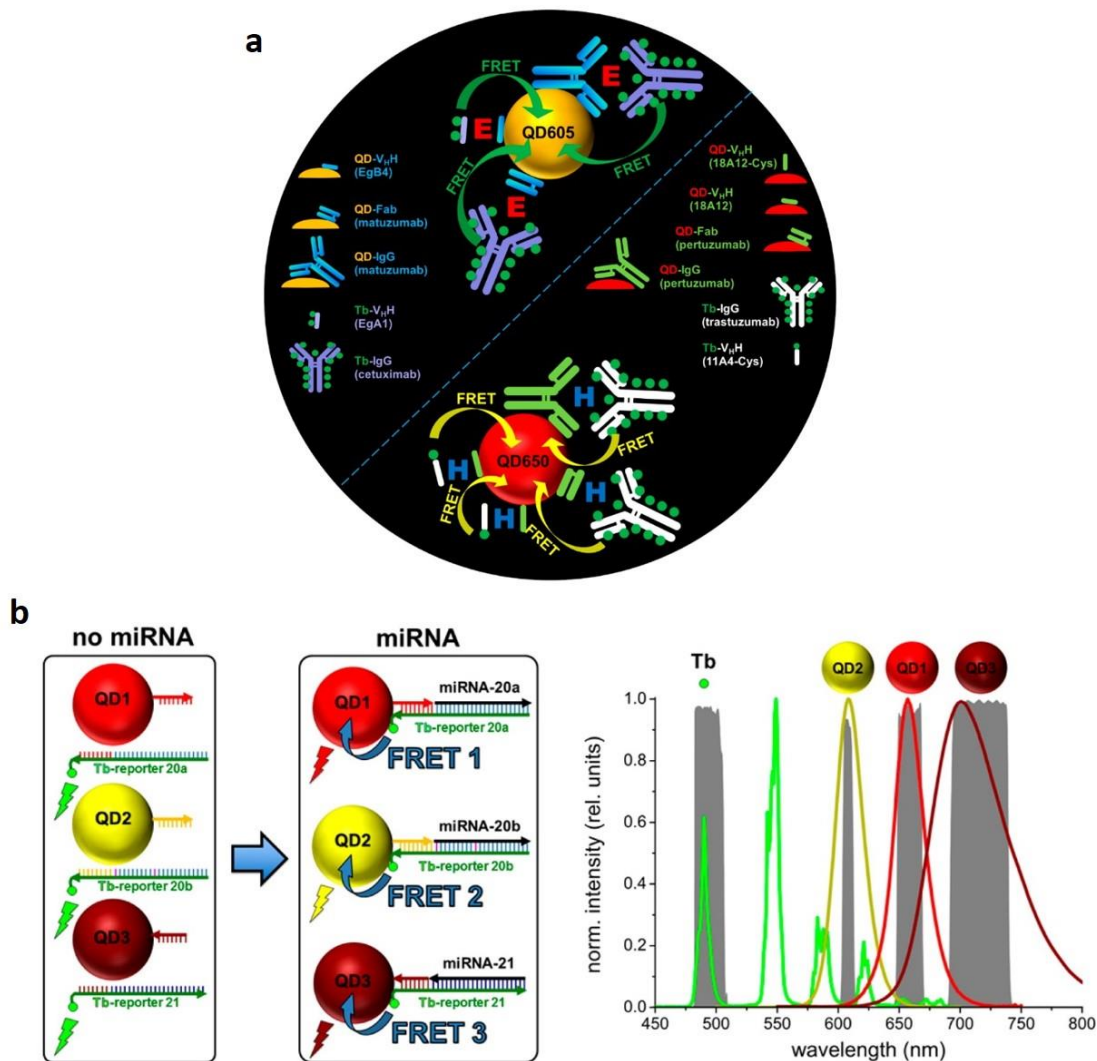 a
FRET
E
E
QD605
FRET
FRET
E
QD-VHH
(EgB4)
QD-Fab
(matuzumab)
QD-IgG
(matuzumab)
Tb-VHH
(EgA1)
Tb-IgG
(cetuximab)
QD-VHH
(18A12-Cys)
QD-VHH
(18A12)
QD-Fab
(pertuzumab)
QD-IgG
(pertuzumab)
Tb-IgG
(trastuzumab)
Tb-VHH
(11A4-Cys)
FRET
H
QD650
FRET
H
H
FRET
H
FRET
b
no miRNA
QD1
Tb-reporter 20a
QD2
Tb-reporter 20b
QD3
Tb-reporter 21
miRNA
QD1
miRNA-20a
Tb-reporter 20a
FRET 1
QD2
miRNA-20b
Tb-reporter 20b
FRET 2
QD3
miRNA-21
Tb-reporter 21
FRET 3
Tb
QD2
QD1
QD3
norm. intensity (rel. units)
1.0
0.8
0.6
0.4
0.2
0.0
450 500 550 600 650 700 750 800
wavelength (nm)